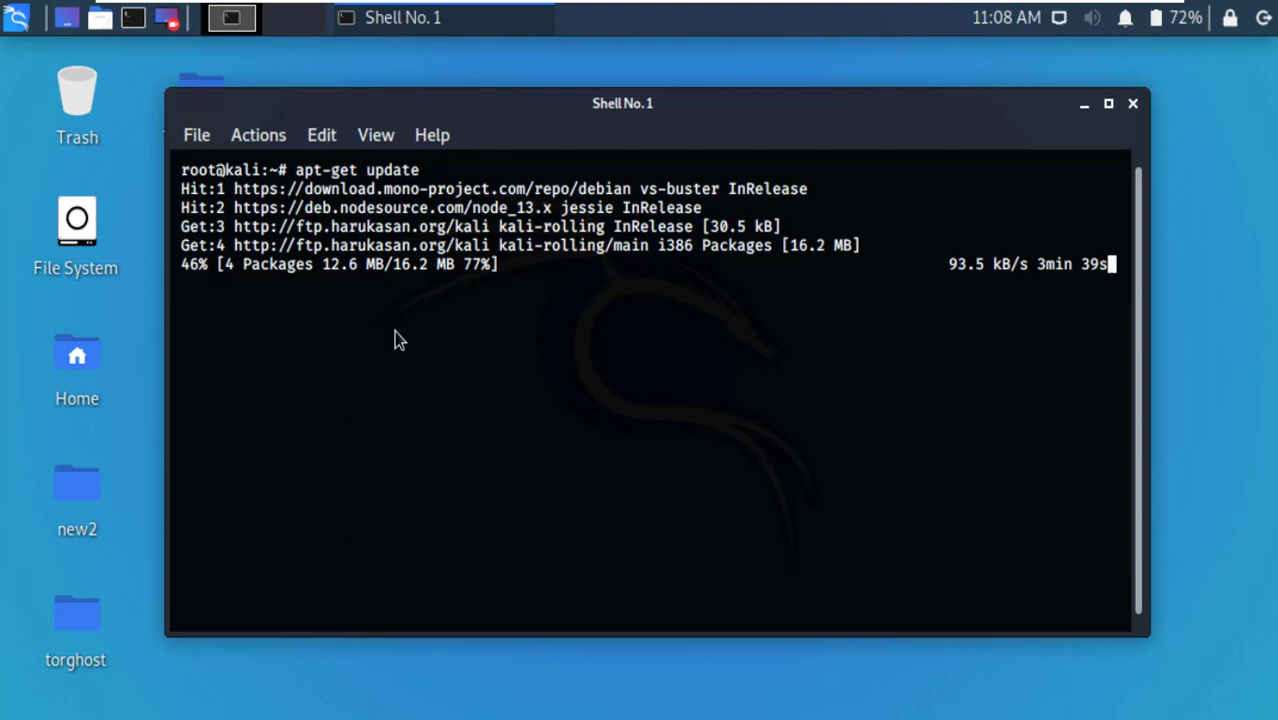 Shell No. 1
11:08 AM
72%
Trash
File System
Home
new2
torghost
Shell No. 1
File Actions Edit View Help
root@kali:~# apt-get update
Hit:1 https://download.mono-project.com/repo/debian vs-buster InRelease
Hit:2 https://deb.nodesource.com/node_13.x jessie InRelease
Get:3 http://ftp.harukasan.org/kali kali-rolling InRelease [30.5 kB]
Get:4 http://ftp.harukasan.org/kali kali-rolling/main i386 Packages [16.2 MB]
46% [4 Packages 12.6 MB/16.2 MB 77%] 93.5 kB/s 3min 39s